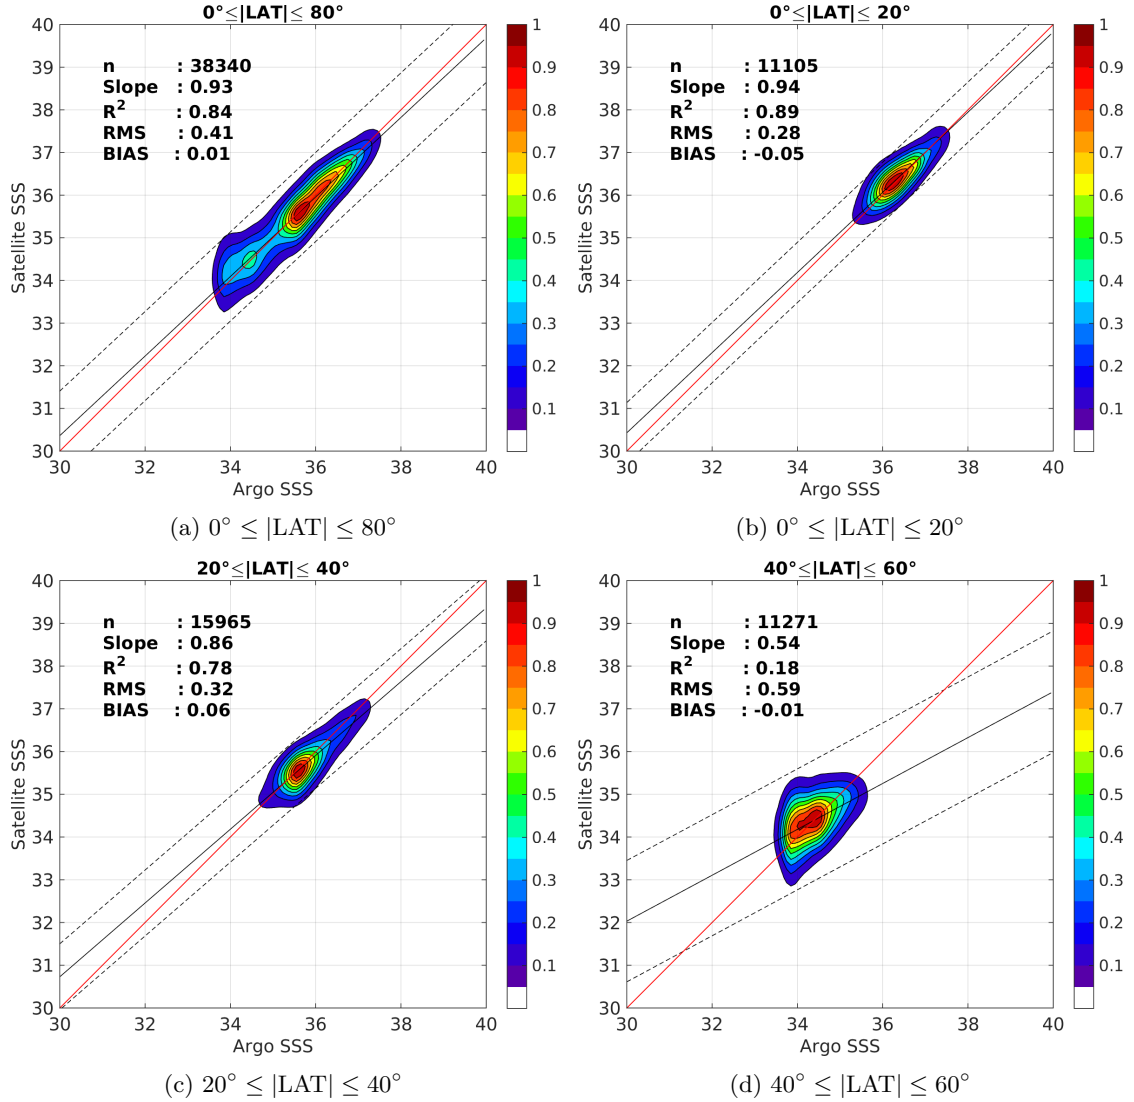 0°≤|LAT|≤ 80°
n : 38340
Slope : 0.93
R² : 0.84
RMS : 0.41
BIAS : 0.01
40
39
38
37
36
35
34
33
32
31
30
30 32 34 36 38 40
Satellite SSS
Argo SSS
1
0.9
0.8
0.7
0.6
0.5
0.4
0.3
0.2
0.1
(a) 0° ≤ |LAT| ≤ 80°
0°≤|LAT|≤ 20°
n : 11105
Slope : 0.94
R² : 0.89
RMS : 0.28
BIAS : -0.05
40
39
38
37
36
35
34
33
32
31
30
30 32 34 36 38 40
Satellite SSS
Argo SSS
1
0.9
0.8
0.7
0.6
0.5
0.4
0.3
0.2
0.1
(b) 0° ≤ |LAT| ≤ 20°
20°≤|LAT|≤ 40°
n : 15965
Slope : 0.86
R² : 0.78
RMS : 0.32
BIAS : 0.06
40
39
38
37
36
35
34
33
32
31
30
30 32 34 36 38 40
Satellite SSS
Argo SSS
1
0.9
0.8
0.7
0.6
0.5
0.4
0.3
0.2
0.1
(c) 20° ≤ |LAT| ≤ 40°
40°≤|LAT|≤ 60°
n : 11271
Slope : 0.54
R² : 0.18
RMS : 0.59
BIAS : -0.01
40
39
38
37
36
35
34
33
32
31
30
30 32 34 36 38 40
Satellite SSS
Argo SSS
1
0.9
0.8
0.7
0.6
0.5
0.4
0.3
0.2
0.1
(d) 40° ≤ |LAT| ≤ 60°